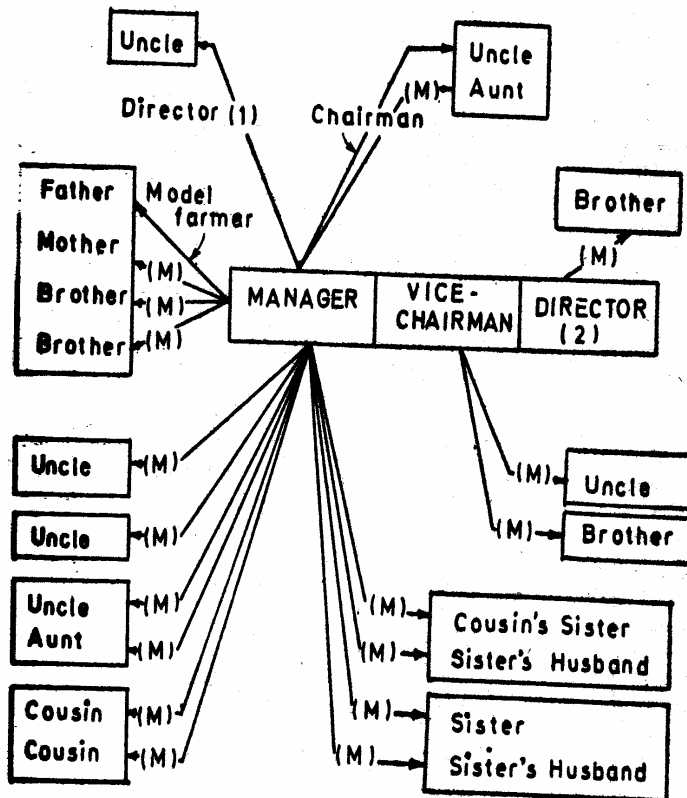 Uncle
Uncle
Aunt
(M)
Director (1)
Chairman
Father
Mother
Brother
Brother
Model
farmer
(M)
(M)
(M)
Brother
(M)
MANAGER
VICE-
CHAIRMAN
DIRECTOR
(2)
Uncle
(M)
(M)
Uncle
Uncle
(M)
(M)
Brother
Uncle
Aunt
(M)
(M)
(M)
Cousin's Sister
(M)
Sister's Husband
Cousin
Cousin
(M)
(M)
(M)
Sister
(M)
Sister's Husband